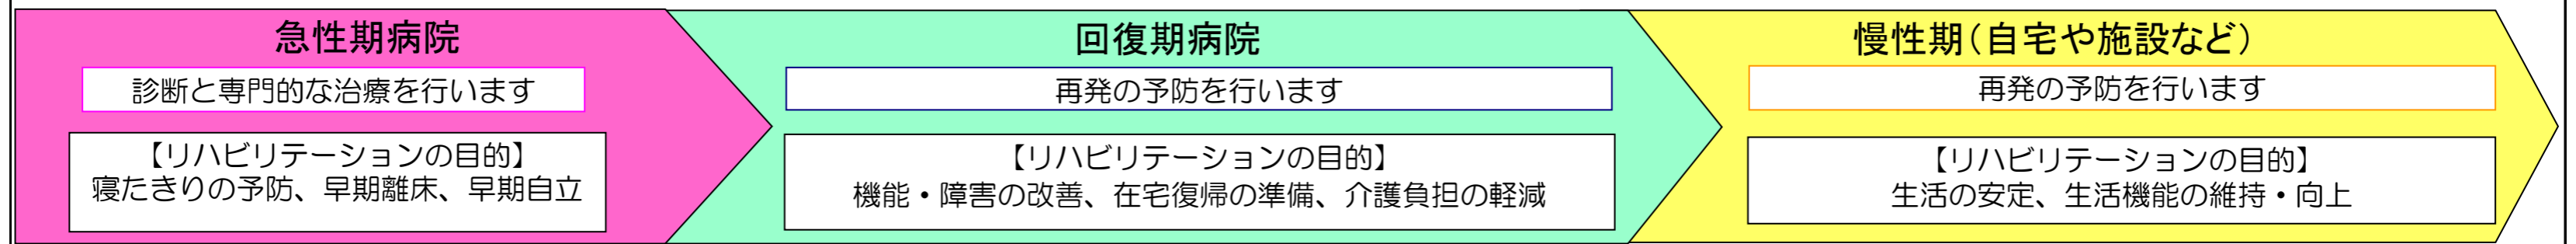 急性期病院
診断と専門的な治療を行います
【リハビリテーションの目的】
寝たきりの予防、早期離床、早期自立
回復期病院
再発の予防を行います
【リハビリテーションの目的】
機能・障害の改善、在宅復帰の準備、介護負担の軽減
慢性期（自宅や施設など）
再発の予防を行います
【リハビリテーションの目的】
生活の安定、生活機能の維持・向上